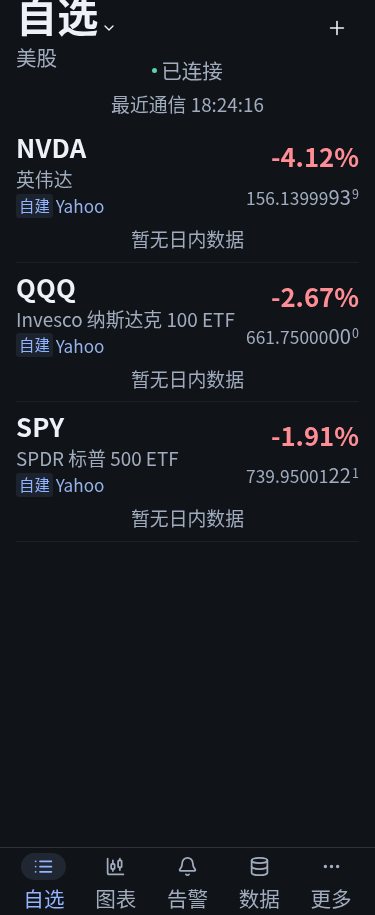 自选
美股
已连接
最近通信 18:24:16
NVDA
-4.12%
英伟达
156.1399993⁹
自建 Yahoo
暂无日内数据
QQQ
-2.67%
Invesco 纳斯达克 100 ETF
661.7500000⁰
自建 Yahoo
暂无日内数据
SPY
-1.91%
SPDR 标普 500 ETF
739.9500122¹
自建 Yahoo
暂无日内数据
自选 图表 告警 数据 更多